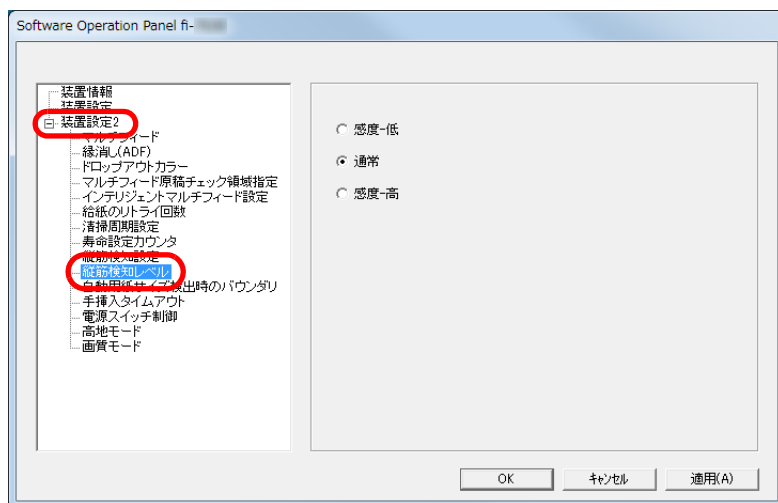 Software Operation Panel fi-
装置情報
装置設定
装置設定2
マルチフィード
縁消し(ADF)
ドロップアウトカラー
マルチフィード原稿チェック領域指定
インテリジェントマルチフィード設定
給紙のリトライ回数
清掃周期設定
寿命設定カウンタ
縦筋検知設定
縦筋検知レベル
自動用紙サイズ検出時のバウンダリ
手挿入タイムアウト
電源スイッチ制御
高地モード
画質モード
感度-低
通常
感度-高
OK
キャンセル
適用(A)